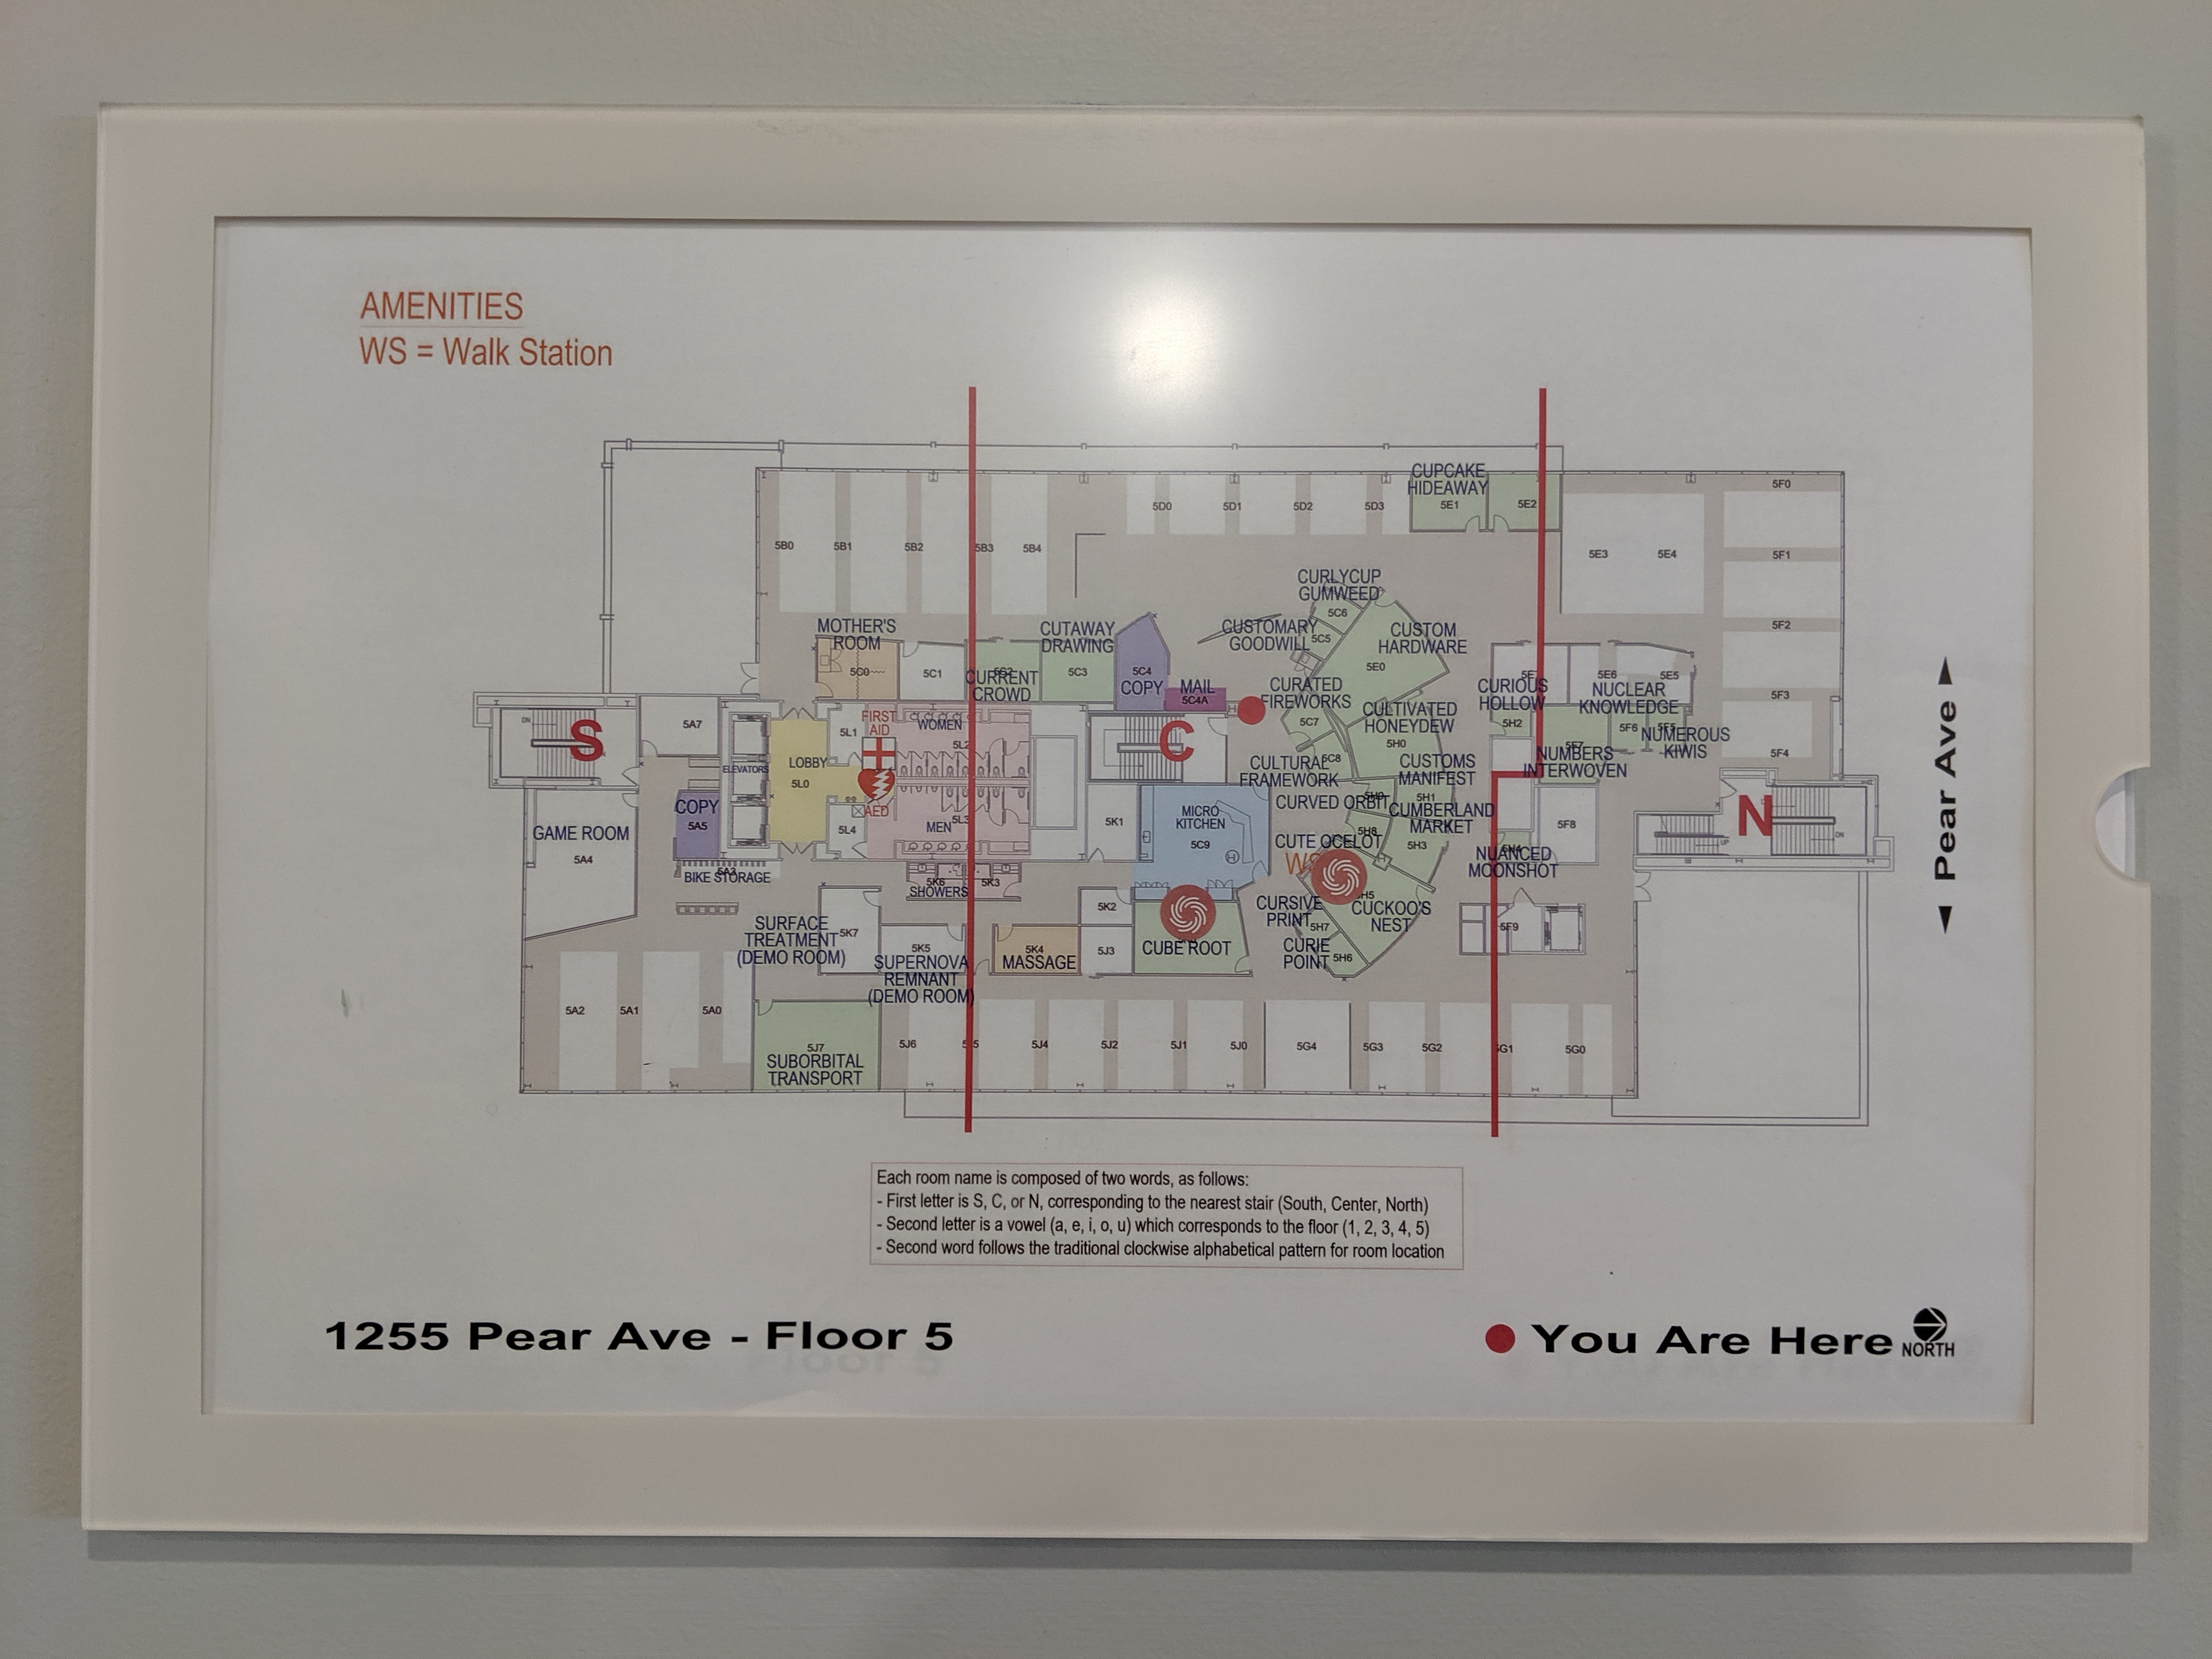 AMENITIES
WS = Walk Station
CUPCAKE
HIDEAWAY
5E1
5E2
5F0
5D0
5D1
5D2
5D3
5B0
5B1
5B2
5B3
5B4
5E3
5E4
5F1
CURLYCUP
GUMWEED
5C6
5F2
MOTHER'S
ROOM
5C0
5C1
CURRENT
CROWD
CUTAWAY
DRAWING
5C3
5C4
COPY
MAIL
5C4A
CUSTOMARY
GOODWILL
5C5
CUSTOM
HARDWARE
5E0
CURATED
FIREWORKS
5C7
CULTIVATED
HONEYDEW
5H0
CURIOUS
HOLLOW
5H2
5E6
5E5
NUCLEAR
KNOWLEDGE
5F6
5F3
NUMEROUS
KIWIS
NUMBERS
INTERWOVEN
5F4
S
DN
5A7
ELEVATORS
LOBBY
5L0
5L1
FIRST
AID
AED
5L4
WOMEN
5L2
MEN
5L3
C
5K1
MICRO
KITCHEN
5C9
CULTURAL
FRAMEWORK
5C8
CUSTOMS
MANIFEST
5H1
CURVED ORBIT
CUMBERLAND
MARKET
5H8
5H3
CUTE OCELOT
WS
NUANCED
MOONSHOT
5F8
N
UP
DN
GAME ROOM
5A4
COPY
5A5
BIKE STORAGE
5K6
SHOWERS
5K3
5K2
SURFACE
TREATMENT
(DEMO ROOM)
5K7
5K5
SUPERNOVA
REMNANT
(DEMO ROOM)
5K4
MASSAGE
5J3
CUBE ROOT
CURSIVE
PRINT
5H7
H5
CUCKOO'S
NEST
CURIE
POINT
5H6
5F9
5A2
5A1
5A0
5J7
SUBORBITAL
TRANSPORT
5J6
5J4
5J2
5J1
5J0
5G4
5G3
5G2
5G1
5G0
◄ Pear Ave ►
Each room name is composed of two words, as follows:
- First letter is S, C, or N, corresponding to the nearest stair (South, Center, North)
- Second letter is a vowel (a, e, i, o, u) which corresponds to the floor (1, 2, 3, 4, 5)
- Second word follows the traditional clockwise alphabetical pattern for room location
1255 Pear Ave - Floor 5
You Are Here
NORTH